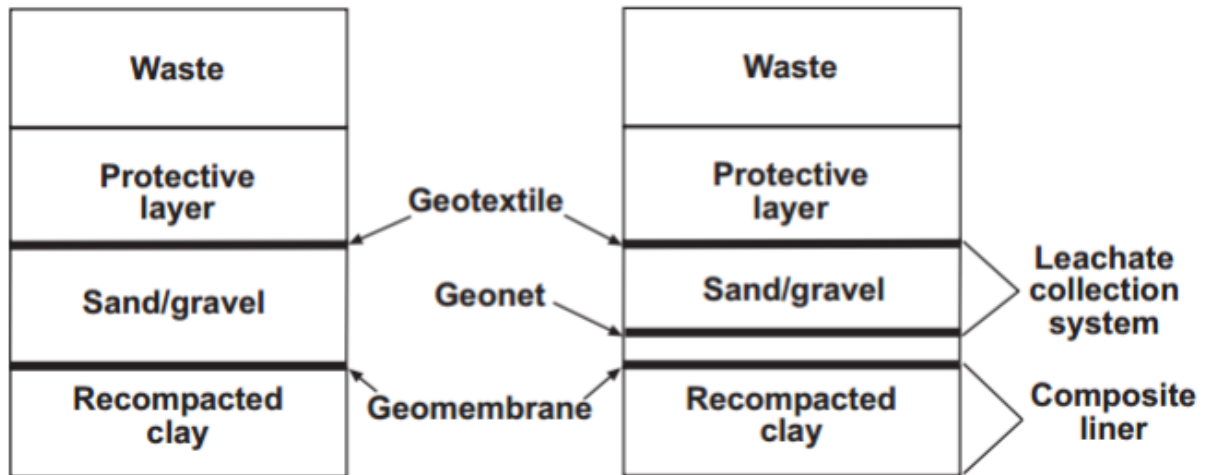 Waste
Protective
layer
Sand/gravel
Recompacted
clay
Geotextile
Geonet
Geomembrane
Waste
Protective
layer
Sand/gravel
Recompacted
clay
Leachate
collection
system
Composite
liner